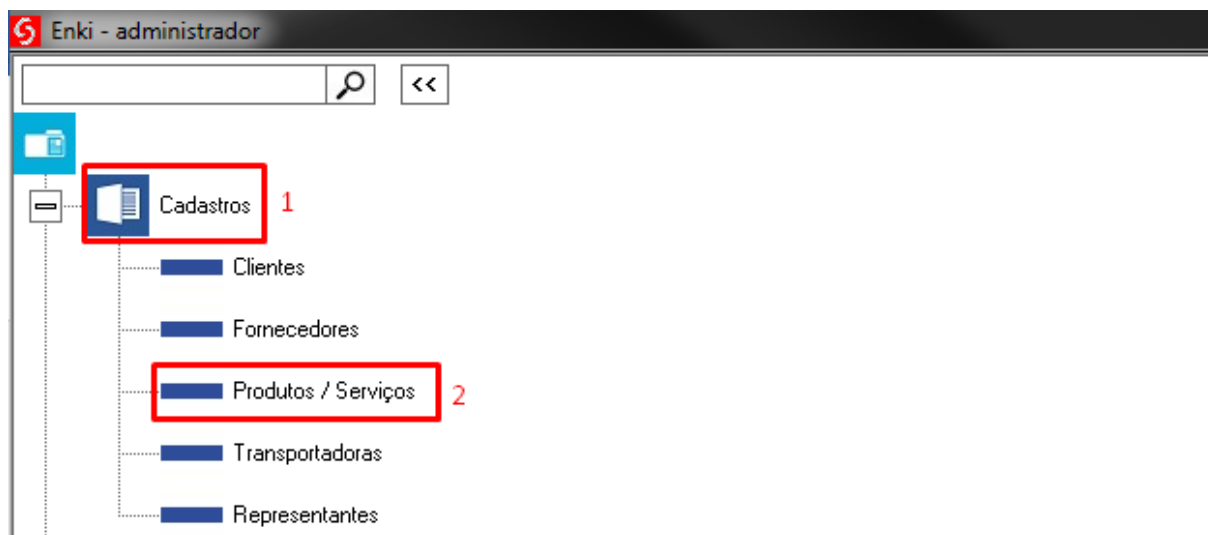 Enki - administrador
<<
Cadastros 1
Clientes
Fornecedores
Produtos / Serviços 2
Transportadoras
Representantes